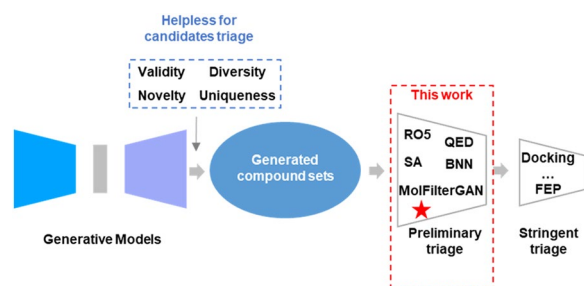 Helpless for
candidates triage
Validity Diversity
Novelty Uniqueness
This work
Generated
compound sets
RO5 QED
SA BNN
MolFilterGAN
Docking
...
FEP
Generative Models
Preliminary
triage
Stringent
triage